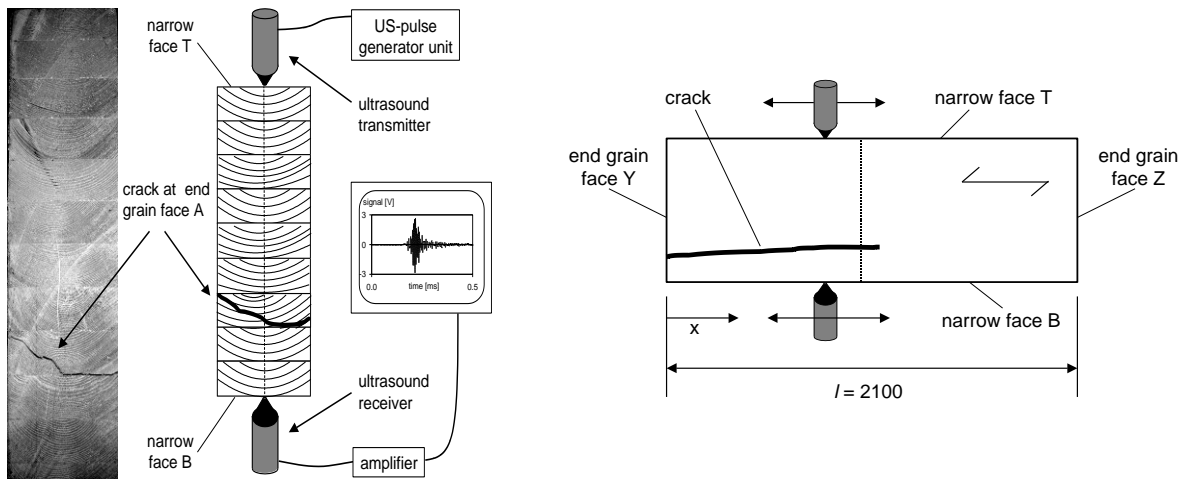 narrow
face T
US-pulse
generator unit
ultrasound
transmitter
crack at end
grain face A
signal [V]
3
0
-3
0.0
time [ms]
0.5
ultrasound
receiver
narrow
face B
amplifier
crack
narrow face T
end grain
face Y
end grain
face Z
x
narrow face B
l = 2100